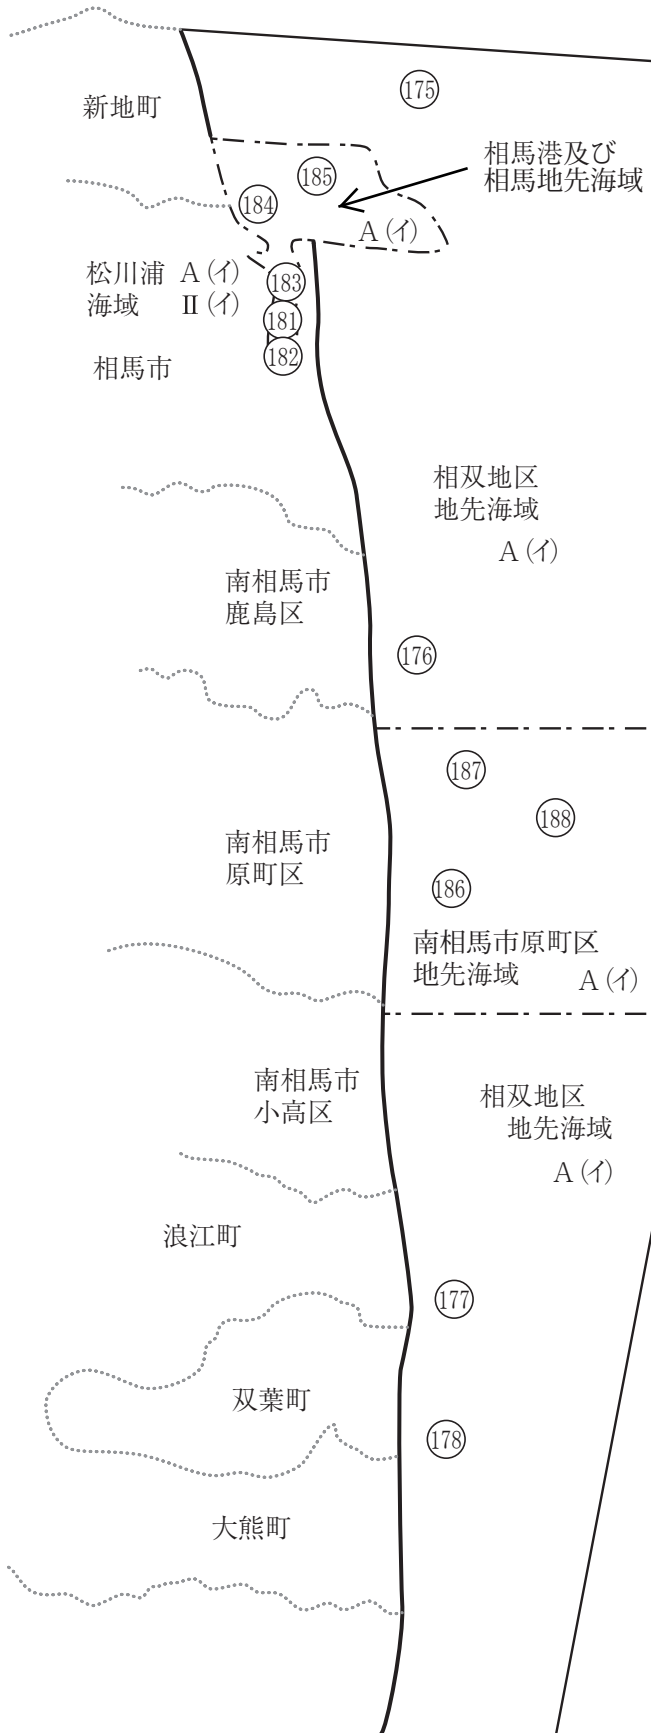 175
新地町
相馬港及び
相馬地先海域
185
184
A(イ)
松川浦 A(イ)
海域 Ⅱ(イ)
183
181
182
相馬市
相双地区
地先海域
A(イ)
南相馬市
鹿島区
176
187
188
南相馬市
原町区
186
南相馬市原町区
地先海域 A(イ)
南相馬市
小高区
相双地区
地先海域
A(イ)
浪江町
177
双葉町
178
大熊町